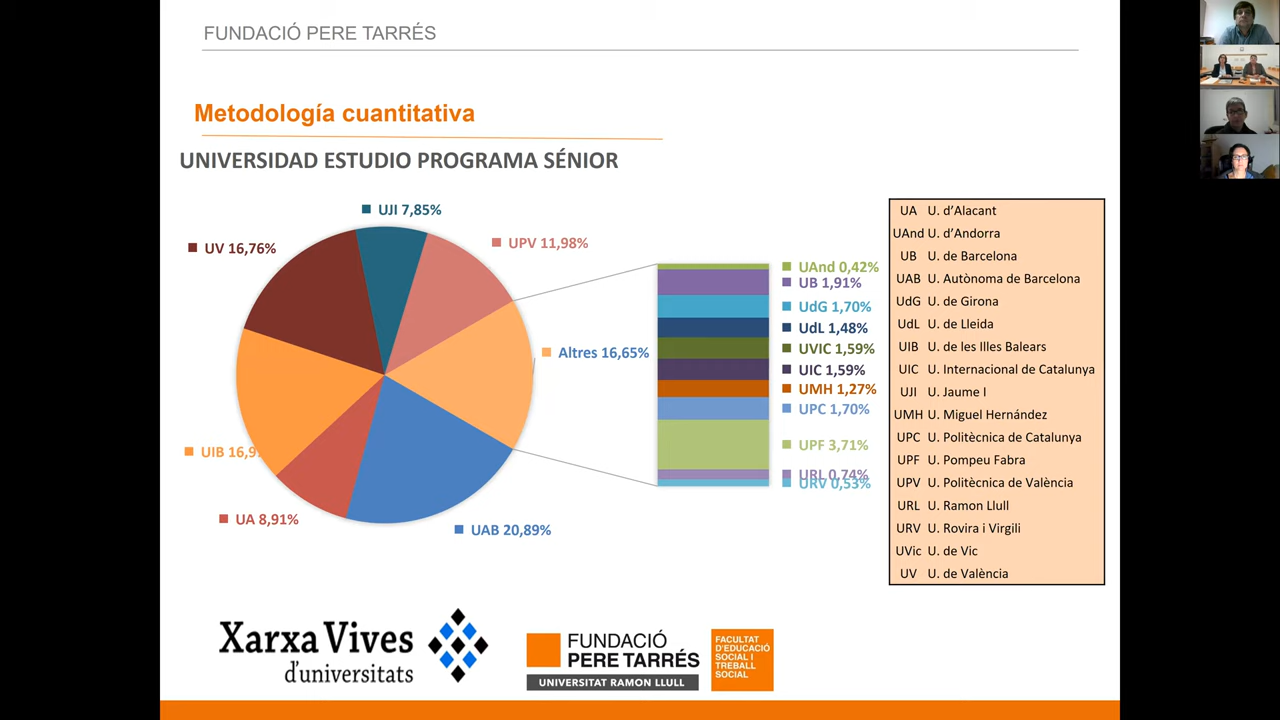 FUNDACIÓ PERE TARRÉS
Metodología cuantitativa
UNIVERSIDAD ESTUDIO PROGRAMA SÉNIOR
UJI 7,85%
UV 16,76%
UPV 11,98%
Altres 16,65%
UIB
UA 8,91%
UAB 20,89%
UAnd 0,42%
UB 1,91%
UdG 1,70%
UdL 1,48%
UVIC 1,59%
UIC 1,59%
UMH 1,27%
UPC 1,70%
UPF 3,71%
URL 0,74%
URV 0,53%
UA U. d’Alacant
UAnd U. d’Andorra
UB U. de Barcelona
UAB U. Autònoma de Barcelona
UdG U. de Girona
UdL U. de Lleida
UIB U. de les Illes Balears
UIC U. Internacional de Catalunya
UJI U. Jaume I
UMH U. Miguel Hernández
UPC U. Politècnica de Catalunya
UPF U. Pompeu Fabra
UPV U. Politècnica de València
URL U. Ramon Llull
URV U. Rovira i Virgili
UVic U. de Vic
UV U. de València
Xarxa Vives
d'universitats
FUNDACIÓ
PERE TARRÉS
UNIVERSITAT RAMON LLULL
FACULTAT
D'EDUCACIÓ
SOCIAL I
TREBALL
SOCIAL